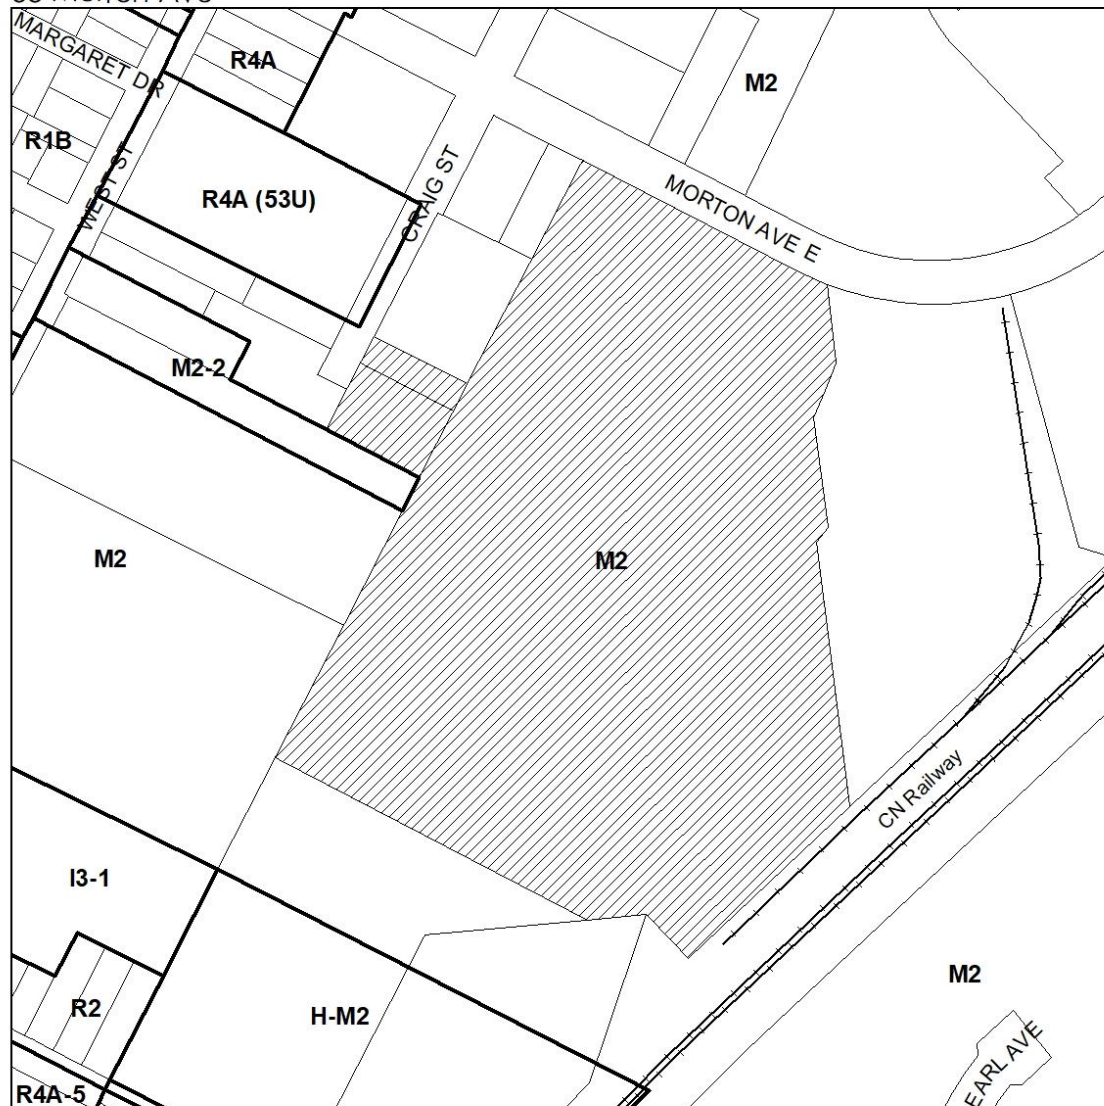 MARGARET DR
R4A
M2
R1B
WEST ST
R4A (53U)
CRAIG ST
MORTON AVE E
M2-2
M2
M2
CN Railway
I3-1
M2
R2
H-M2
EARL AVE
R4A-5